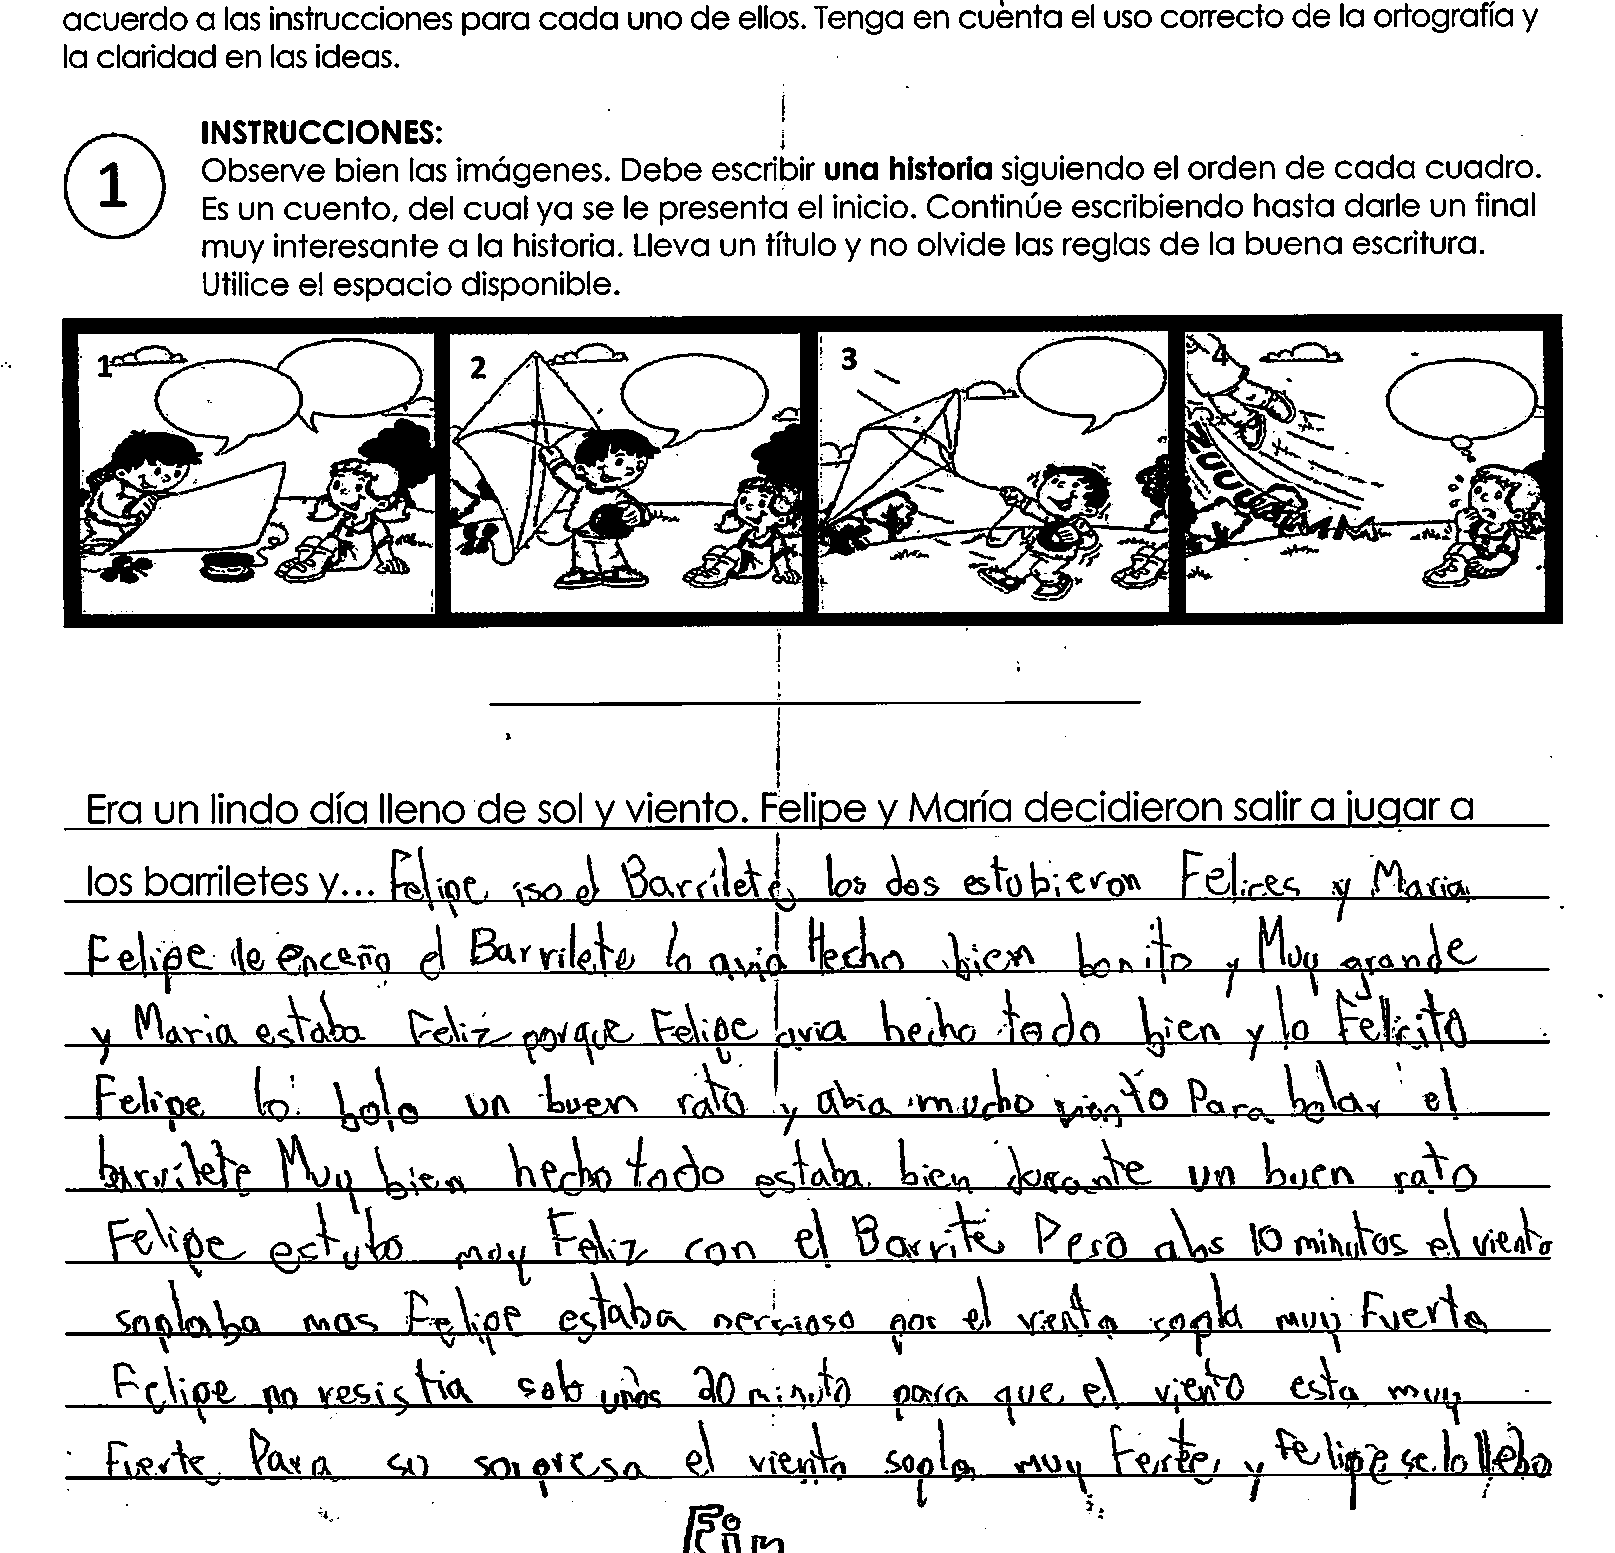 acuerdo a las instrucciones para cada uno de ellos. Tenga en cuenta el uso correcto de la ortografía y
la claridad en las ideas.
1
INSTRUCCIONES:
Observe bien las imágenes. Debe escribir una historia siguiendo el orden de cada cuadro.
Es un cuento, del cual ya se le presenta el inicio. Continúe escribiendo hasta darle un final
muy interesante a la historia. Lleva un título y no olvide las reglas de la buena escritura.
Utilice el espacio disponible.
1 2 3 4
Era un lindo día lleno de sol y viento. Felipe y María decidieron salir a jugar a
los barriletes y... Felipe iso el Barrilete, los dos estobieron Felices y Maria
Felipe le enceño el Barrilete lo avia Hecho bien bonito y Muy grande
y Maria estaba Feliz porque Felipe avia hecho todo bien y lo Felicito
Felipe lo bolo un buen rato y abia mucho viento Para bolar el
barrilete Muy bien hecho todo estaba bien durante un buen rato
Felipe estubo muy Feliz con el Barrite Pero a los 10 minutos el viento
soplaba mas Felipe estaba nervioso por el viento sopla muy Fuerte
Felipe no resistia solo unos 20 minuto para que el viento esta muy
Fuerte Para su sorpresa el viento sopla muy Ferte, y Felipe se lo llebo
Fin